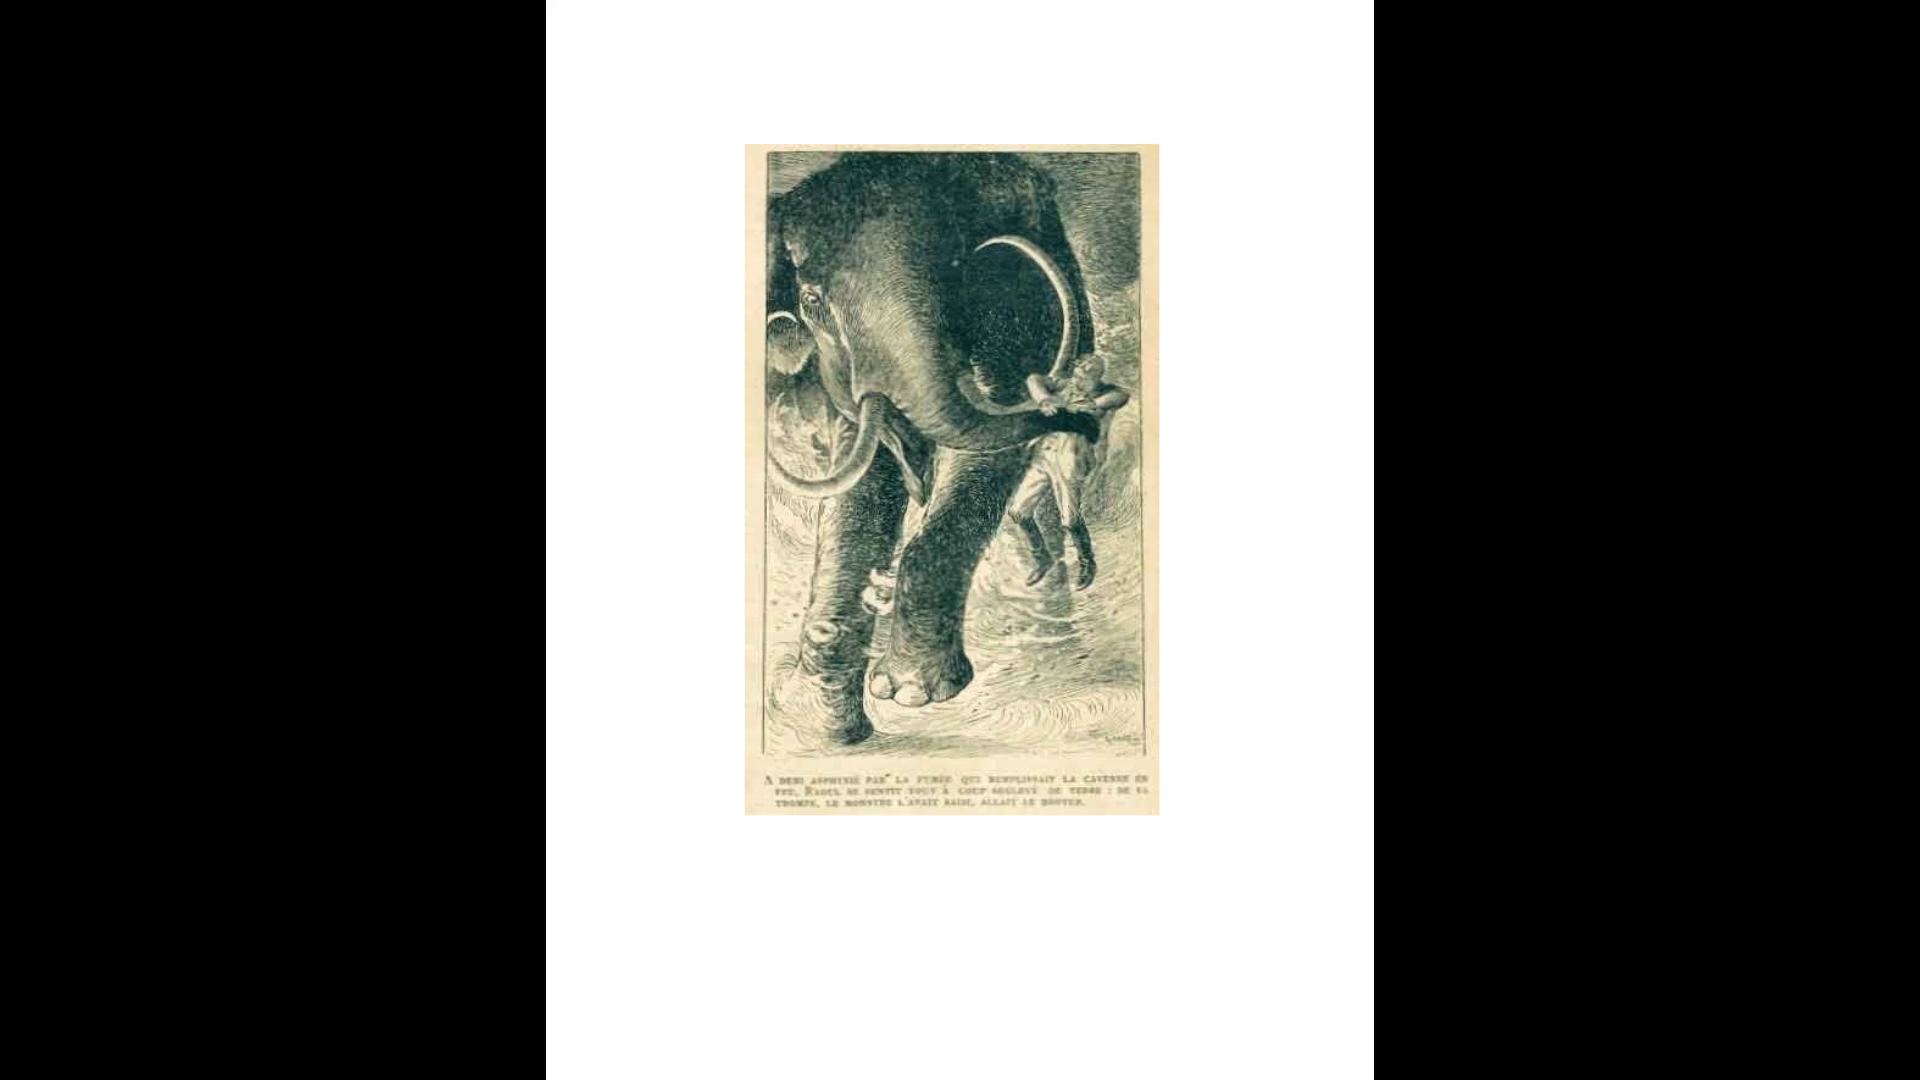 A DEMI ASPHYXIÉ PAR LA FUMÉE QUI REMPLISSAIT LA CAVERNE EN
FEU, RAOUL SE SENTIT TOUT À COUP SOULEVÉ DE TERRE : DE SA
TROMPE, LE MONSTRE L'AVAIT SAISI, ALLAIT LE BROYER.